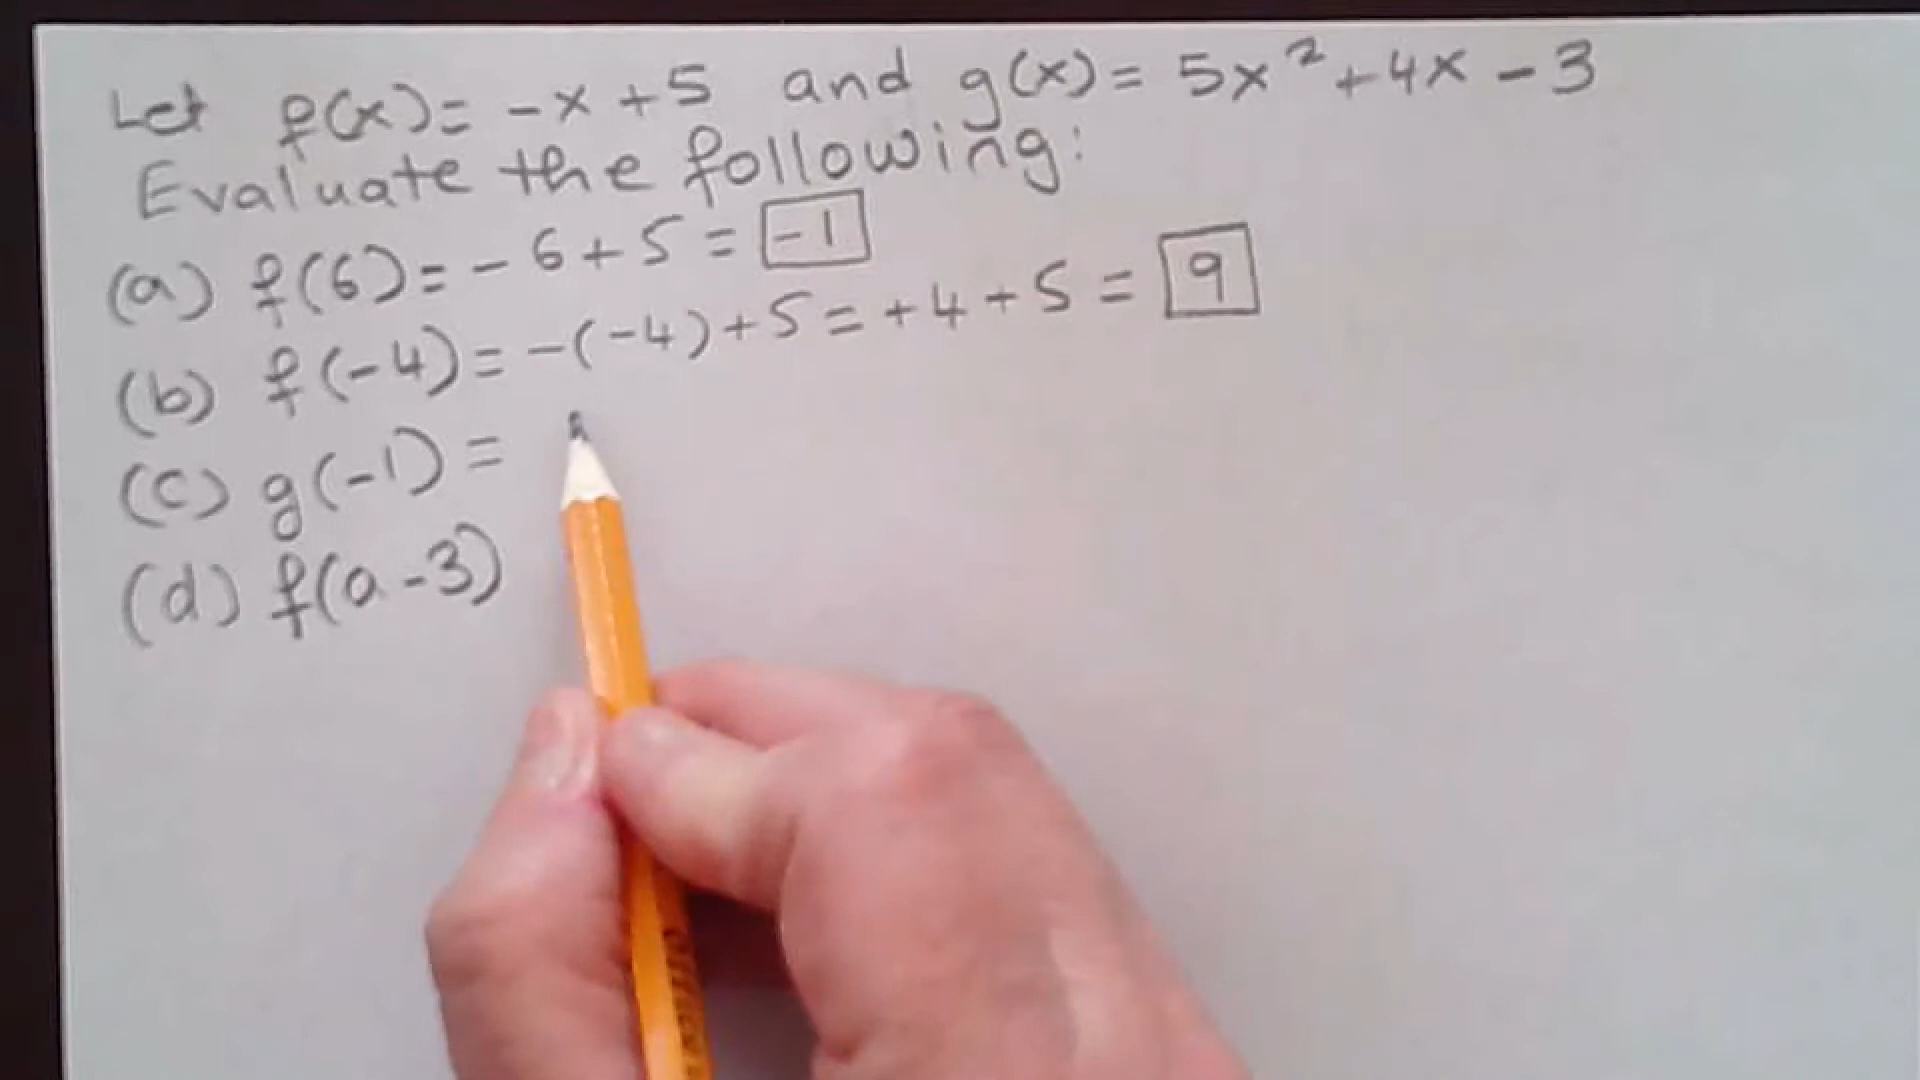 Let f(x) = -x + 5 and g(x) = 5x² + 4x - 3
Evaluate the following:
(a) f(6) = - 6 + 5 = -1
(b) f(-4) = -(-4) + 5 = +4 + 5 = 9
(c) g(-1) =
(d) f(a - 3)